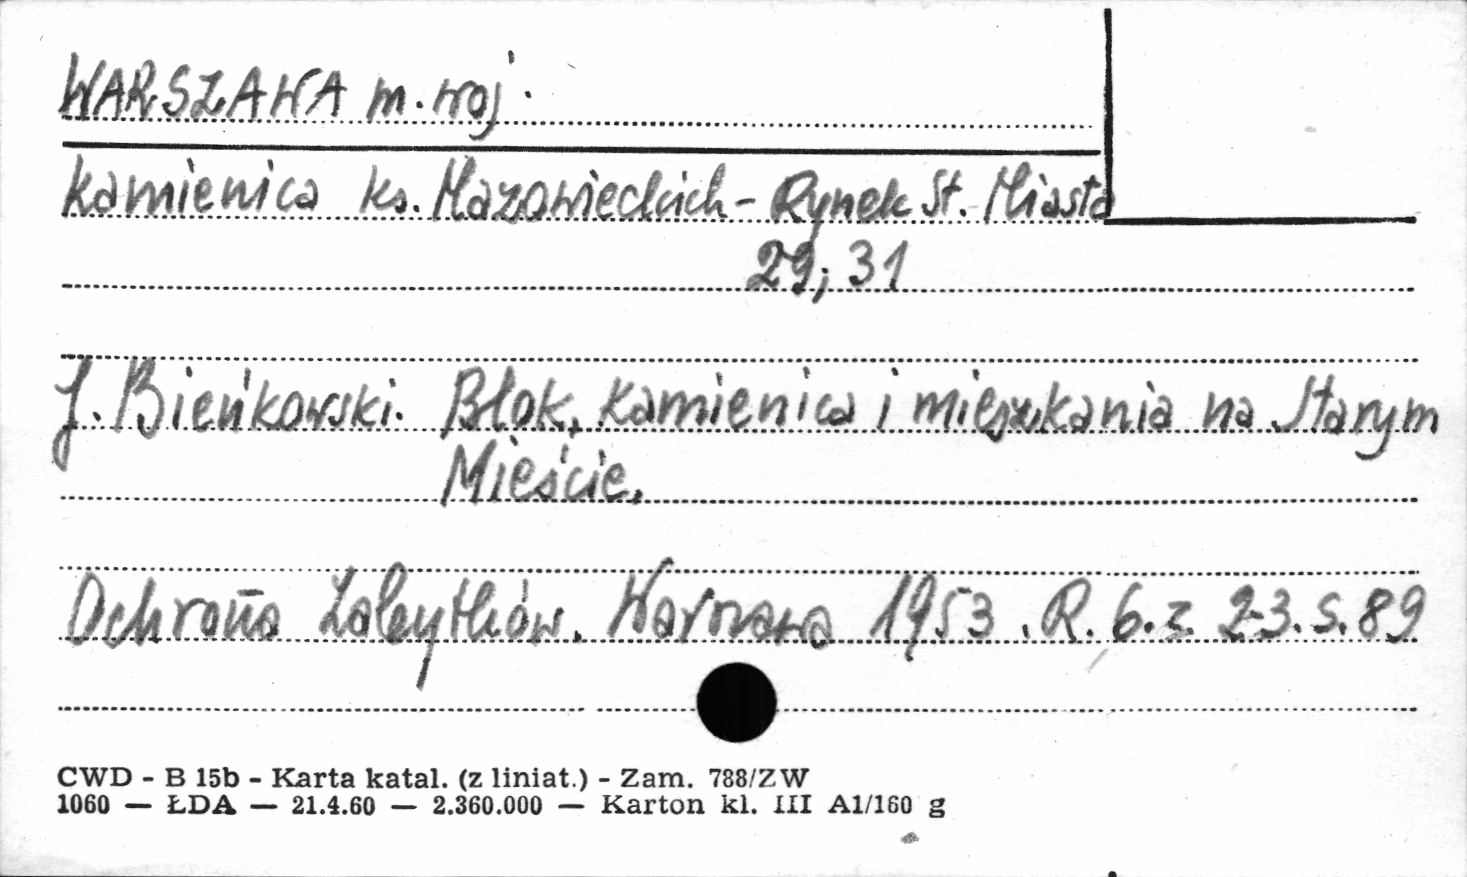 WARSZAWA m. woj.
kamienica ks. Mazowieckich - Rynek St. Miasta
29; 31
J. Bieńkowski. Blok, kamienica i mieszkania na Starym
Mieście.
Ochrona Zabytków. Warszawa 1953. R. 6. z. 2-3. s. 89
CWD - B 15b - Karta katal. (z liniat.) - Zam. 788/ZW
1060 — ŁDA — 21.4.60 — 2.360.000 — Karton kl. III A1/160 g